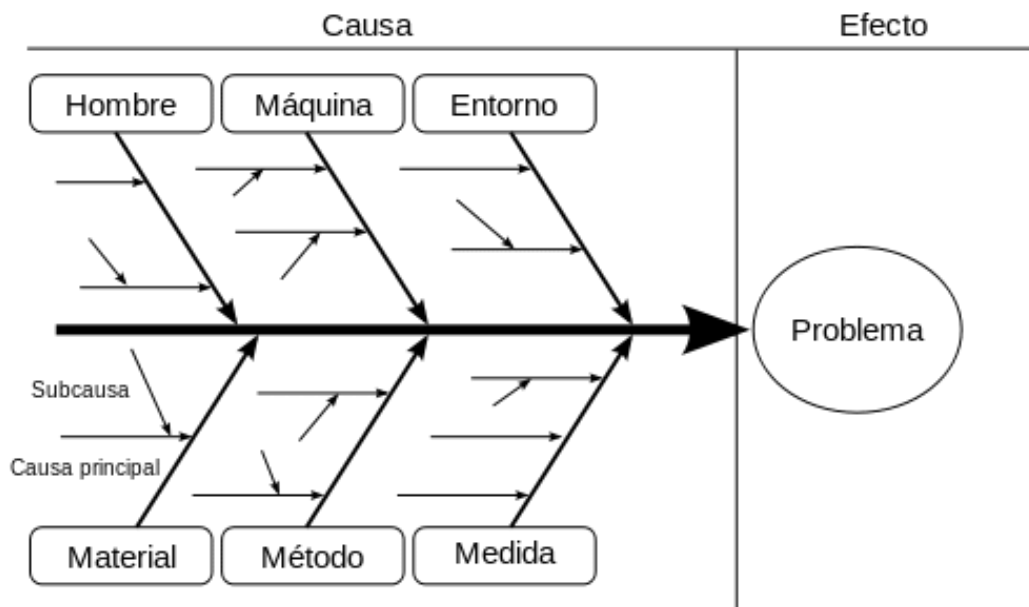 Causa
Efecto
Hombre
Máquina
Entorno
Problema
Subcausa
Causa principal
Material
Método
Medida